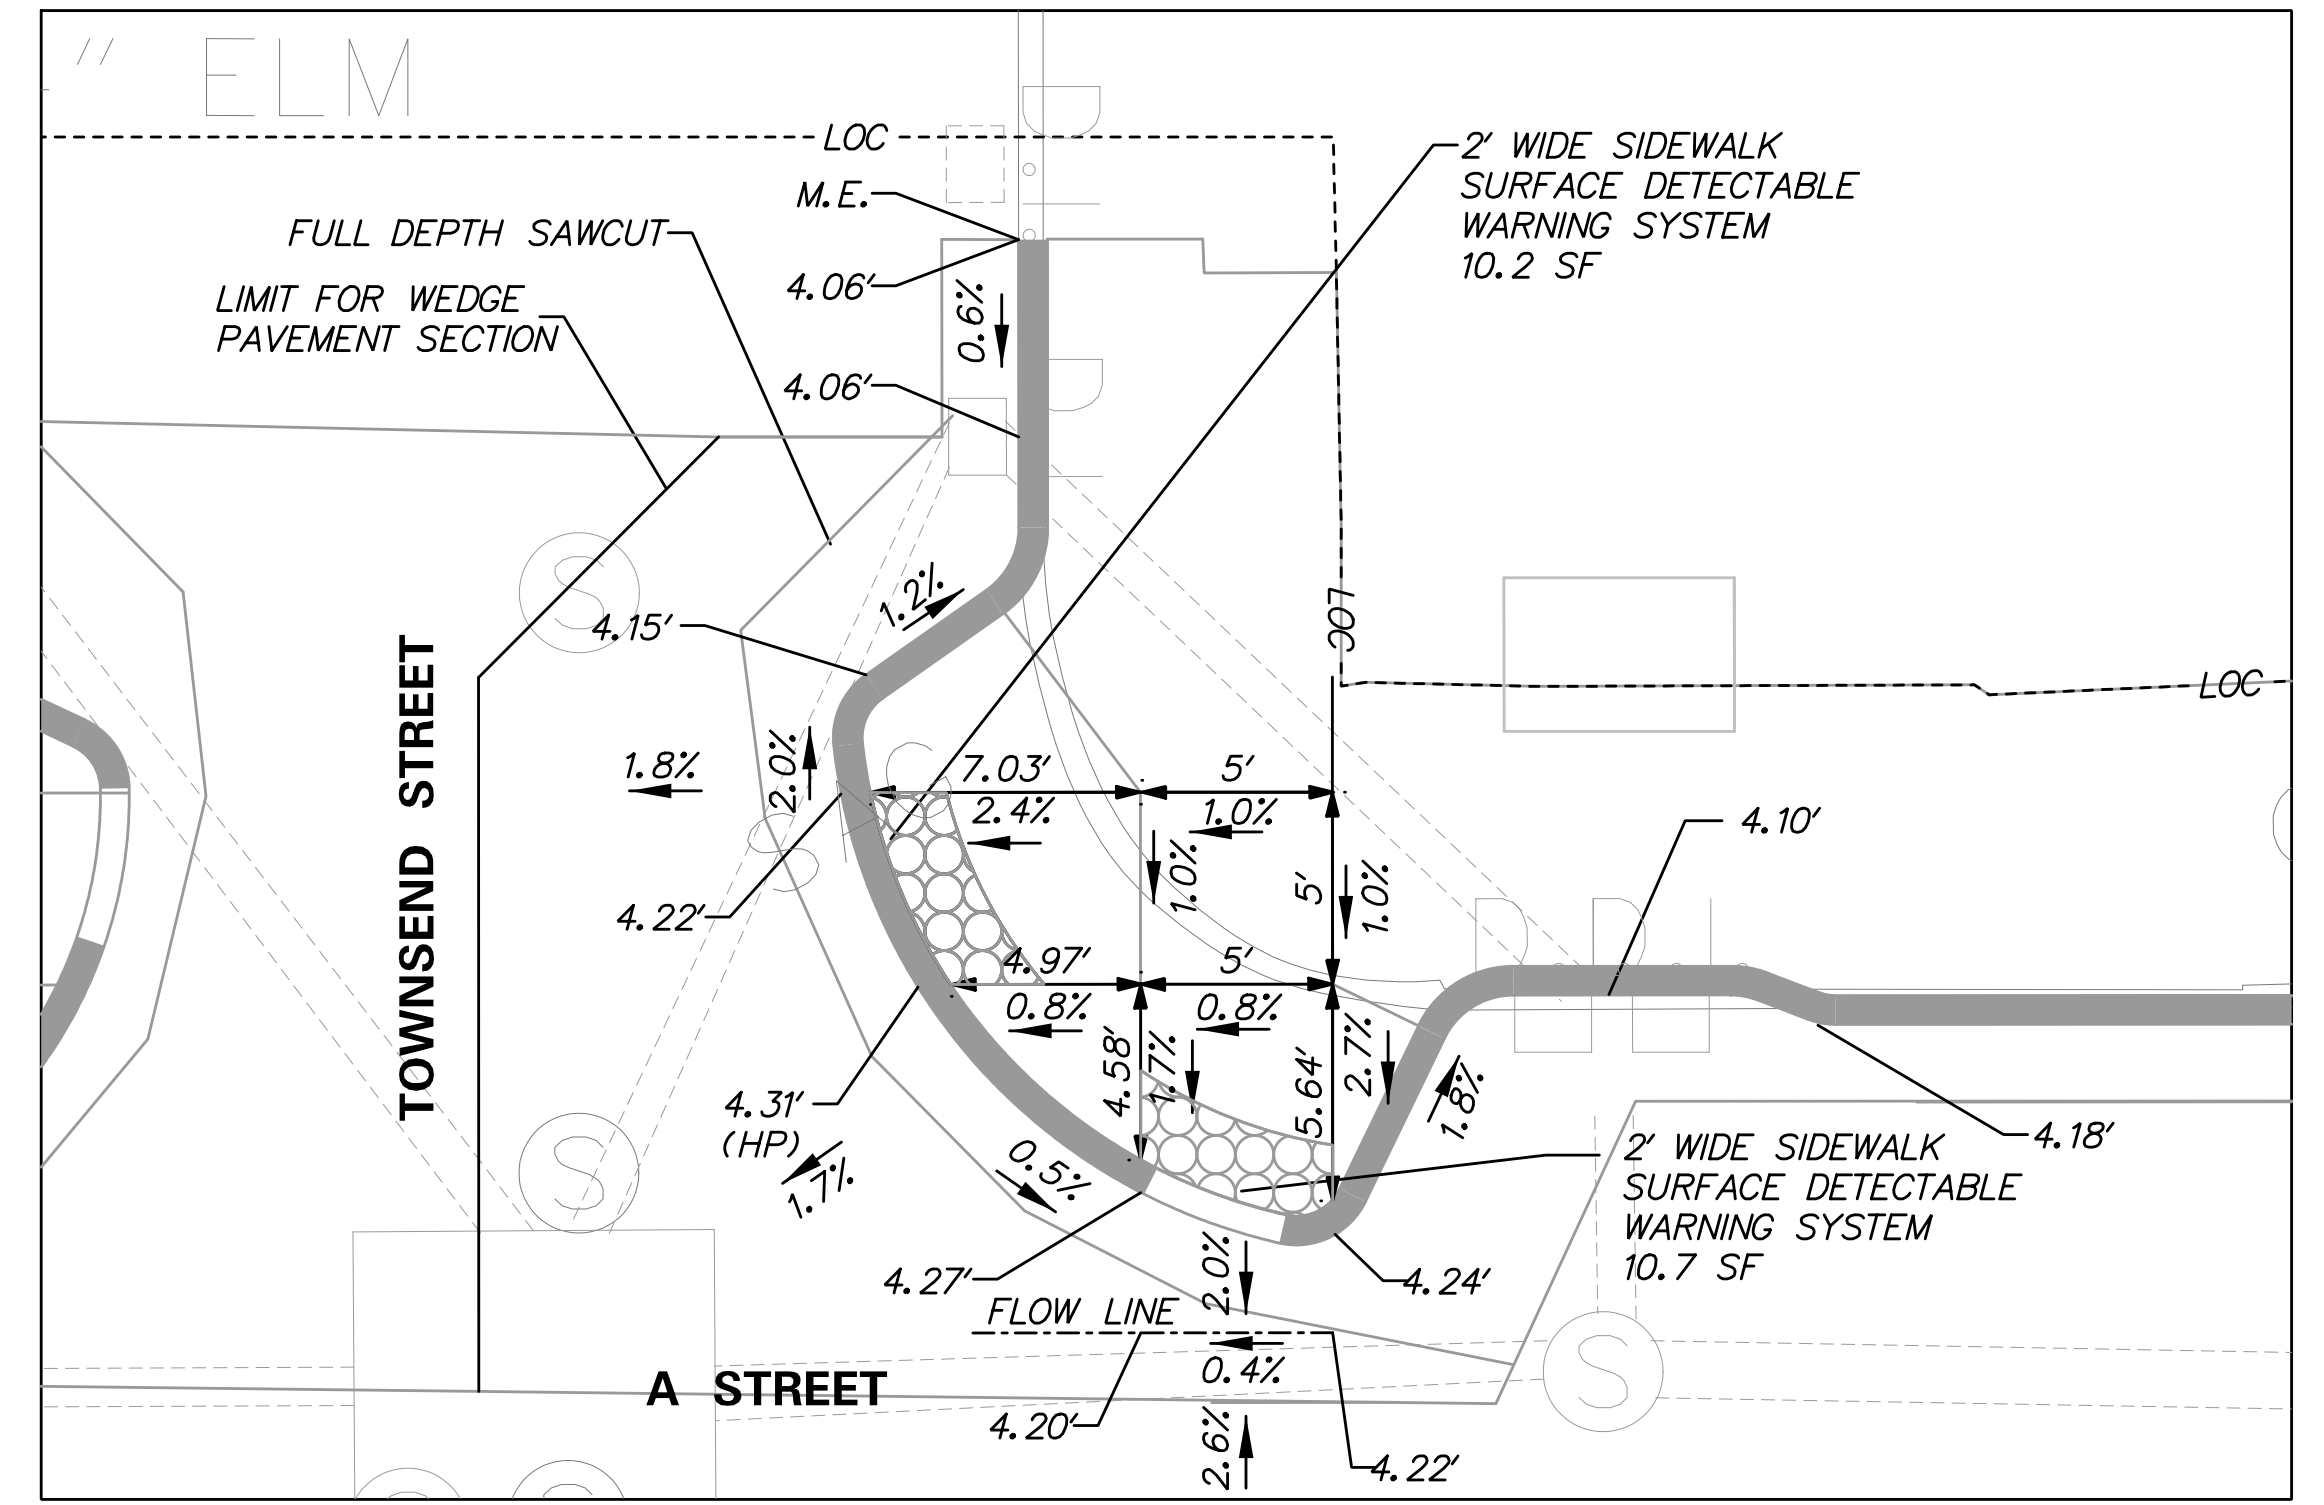 " ELM
LOC
M.E.
2' WIDE SIDEWALK
SURFACE DETECTABLE
WARNING SYSTEM
10.2 SF
FULL DEPTH SAWCUT
LIMIT FOR WEDGE
PAVEMENT SECTION
4.06'
0.6%
4.06'
D
D
S
1.2%
4.15'
LOC
LOC
TOWNSEND STREET
1.8%
2.0%
7.03'
5'
2.4%
1.0%
4.10'
1.0%
5'
1.0%
4.22'
4.97'
5'
0.8%
0.8%
4.58'
1.7%
5.64'
2.7%
1.8%
4.31'
(HP)
1.7%
0.5%
4.18'
2' WIDE SIDEWALK
SURFACE DETECTABLE
WARNING SYSTEM
10.7 SF
S
4.27'
2.0%
4.24'
FLOW LINE
0.4%
A STREET
4.20'
2.6%
4.22'
S